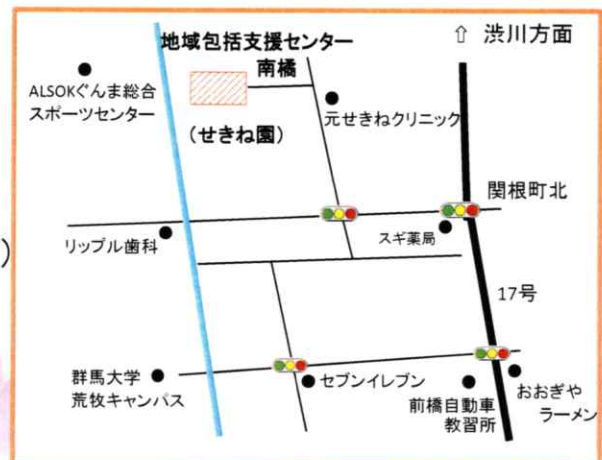 地域包括支援センター
南橋
(せきね園)
ALSOKぐんま総合
スポーツセンター
元せきねクリニック
⇧ 渋川方面
関根町北
リップル歯科
スギ薬局
17号
)
群馬大学
荒牧キャンパス
セブンイレブン
前橋自動車
教習所
おおぎや
ラーメン